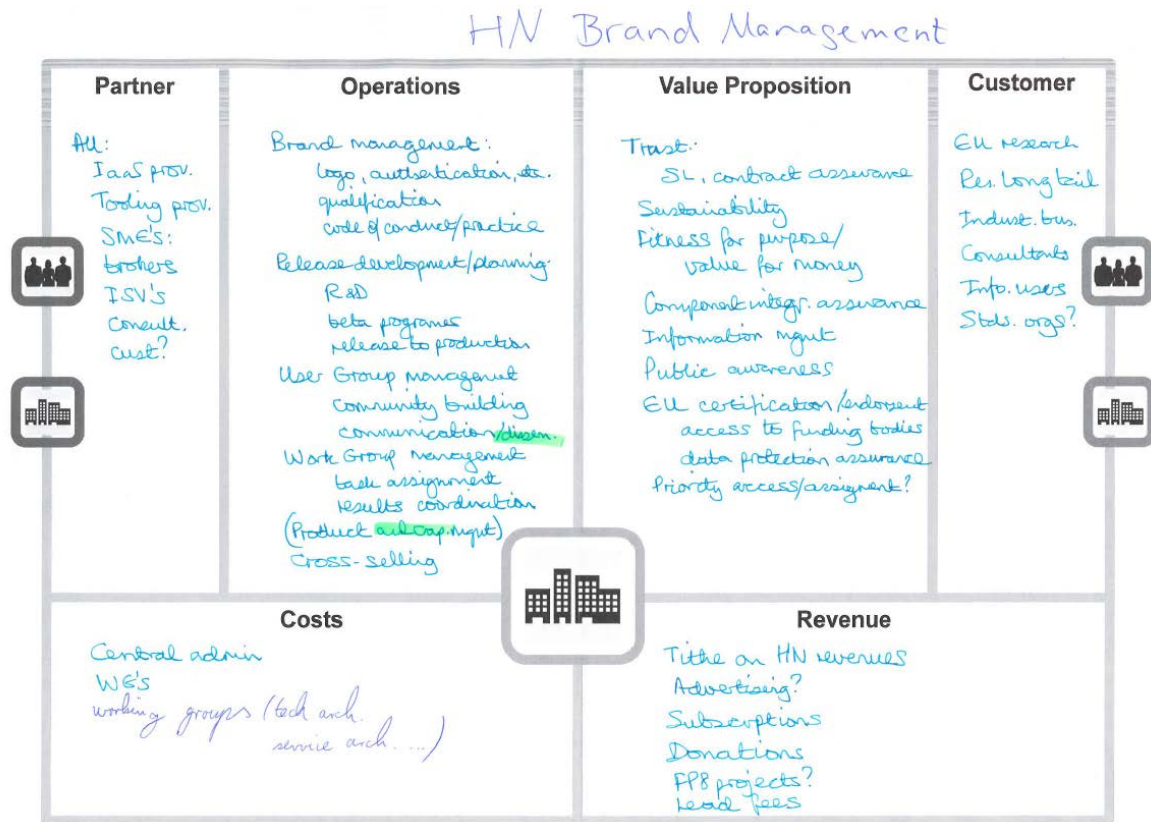 HN Brand Management
Partner
All:
IaaS prov.
Tooling prov.
SME's:
brokers
ISV's
Consult.
Cust?
Operations
Brand management:
logo, authentication, etc.
qualification
code of conduct/practice
Release development/planning:
R&D
beta programes
release to production
User Group management
community building
communication/dissem.
Work Group Management
task assignment
results coordination
(Product mgmt)
Cross-selling
Value Proposition
Trust:
SL, contract assurance
Sustainability
Fitness for purpose/
value for money
Component integr. assurance
Information mgmt
Public awareness
EU certification/endorsement
access to funding bodies
data protection assurance
Priority access/assigment?
Customer
EU research
Res. Long tail
Indust. bus.
Consultants
Info. users
Stds. orgs?
Costs
Central admin
WG's
working groups (tech arch.
service arch. ...)
Revenue
Tithe on HN revenues
Advertising?
Subscriptions
Donations
FP8 projects?
Lead fees